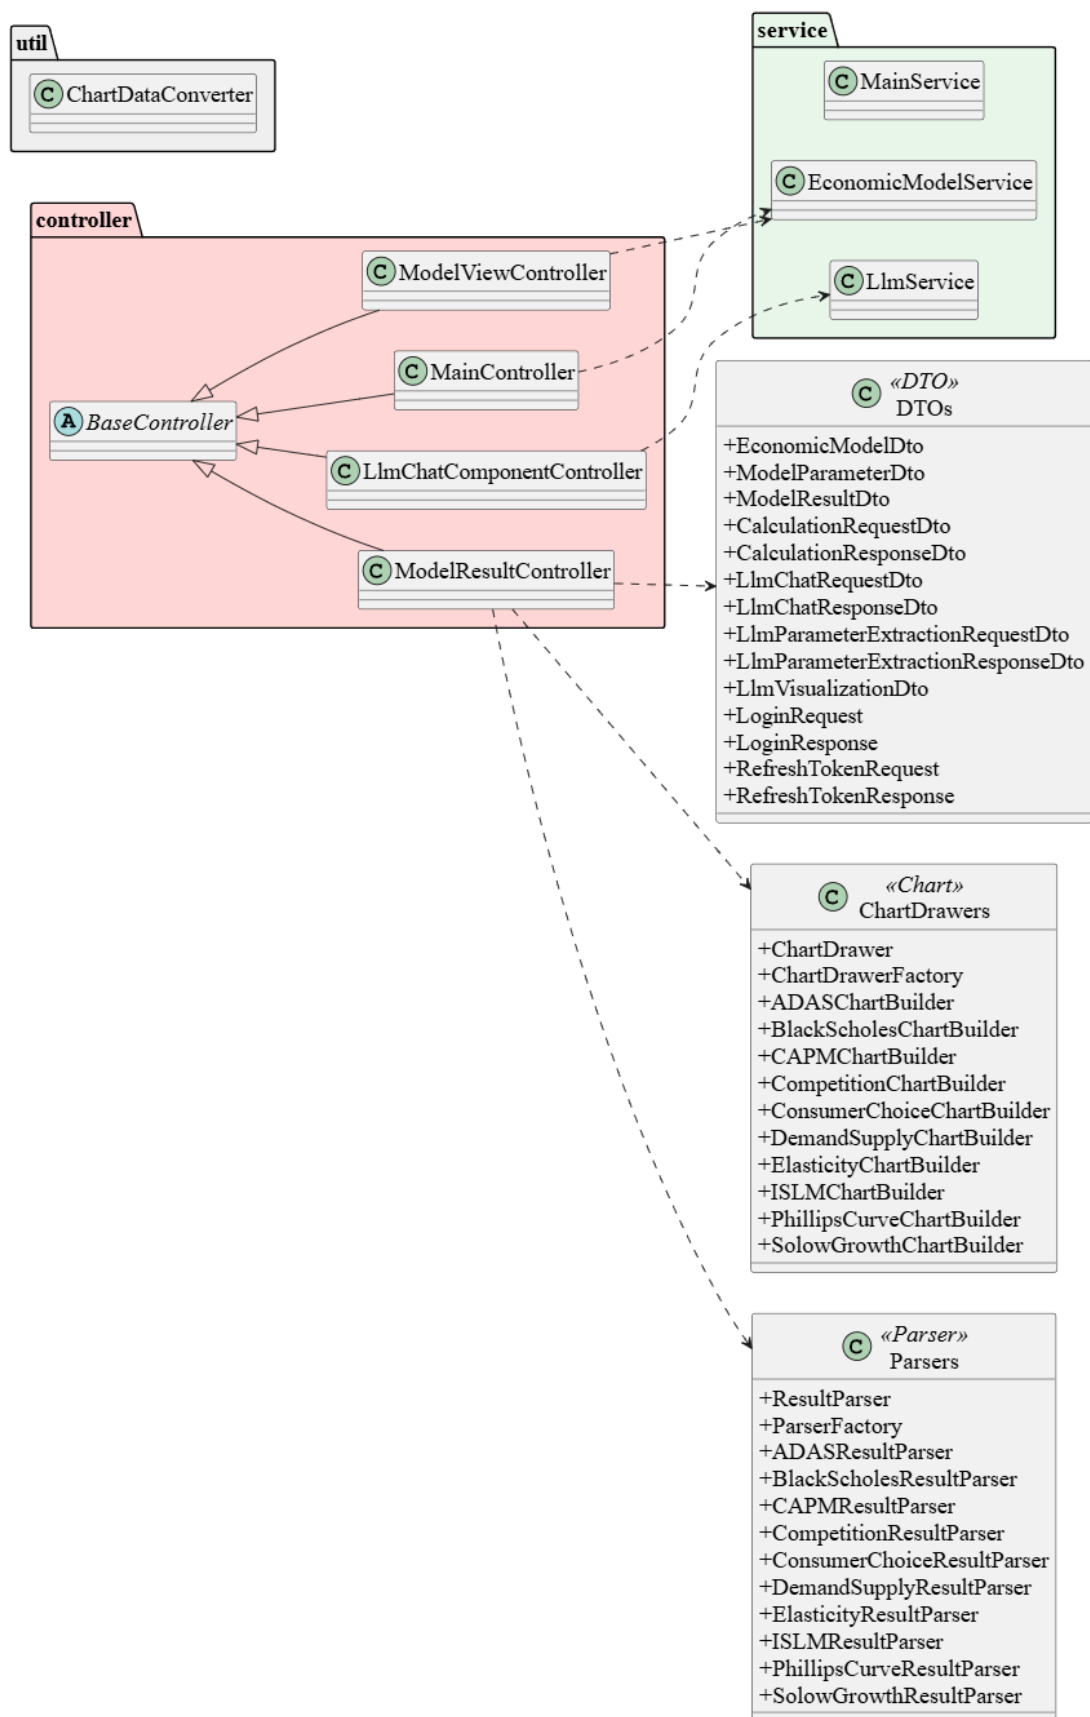 util
C ChartDataConverter
service
C MainService
C EconomicModelService
C LlmService
controller
C ModelViewController
C MainController
A BaseController
C LlmChatComponentController
C ModelResultController
C «DTO»
DTOs
+EconomicModelDto
+ModelParameterDto
+ModelResultDto
+CalculationRequestDto
+CalculationResponseDto
+LlmChatRequestDto
+LlmChatResponseDto
+LlmParameterExtractionRequestDto
+LlmParameterExtractionResponseDto
+LlmVisualizationDto
+LoginRequest
+LoginResponse
+RefreshTokenRequest
+RefreshTokenResponse
C «Chart»
ChartDrawers
+ChartDrawer
+ChartDrawerFactory
+ADASChartBuilder
+BlackScholesChartBuilder
+CAPMChartBuilder
+CompetitionChartBuilder
+ConsumerChoiceChartBuilder
+DemandSupplyChartBuilder
+ElasticityChartBuilder
+ISLMChartBuilder
+PhillipsCurveChartBuilder
+SolowGrowthChartBuilder
C «Parser»
Parsers
+ResultParser
+ParserFactory
+ADASResultParser
+BlackScholesResultParser
+CAPMResultParser
+CompetitionResultParser
+ConsumerChoiceResultParser
+DemandSupplyResultParser
+ElasticityResultParser
+ISLMResultParser
+PhillipsCurveResultParser
+SolowGrowthResultParser